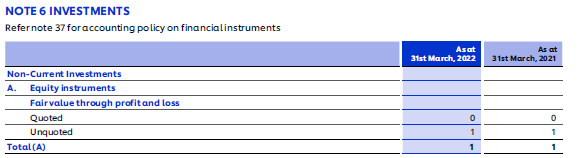 NOTE 6 INVESTMENTS
Refer note 37 for accounting policy on financial instruments
As at 31st March, 2022 As at 31st March, 2021
Non-Current Investments
A. Equity instruments
Fair value through profit and loss
Quoted 0 0
Unquoted 1 1
Total (A) 1 1